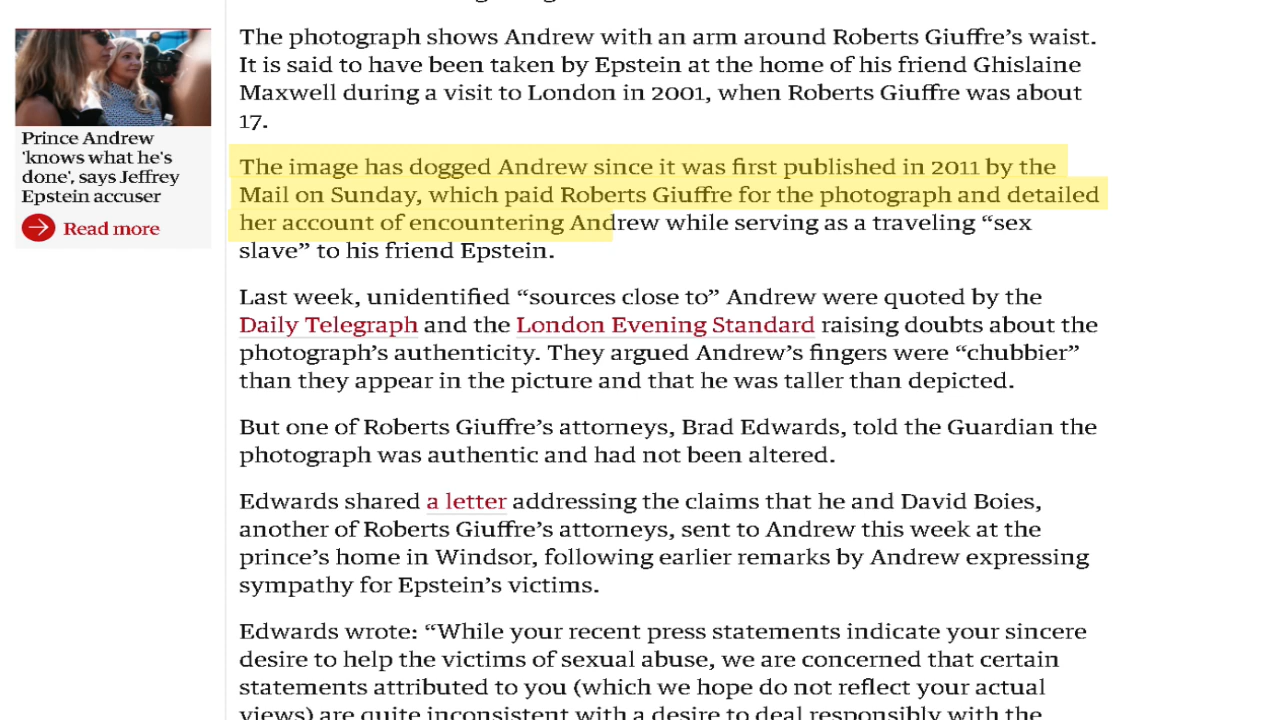 The photograph shows Andrew with an arm around Roberts Giuffre’s waist.
It is said to have been taken by Epstein at the home of his friend Ghislaine
Maxwell during a visit to London in 2001, when Roberts Giuffre was about
17.
Prince Andrew
'knows what he's
done', says Jeffrey
Epstein accuser
Read more
The image has dogged Andrew since it was first published in 2011 by the
Mail on Sunday, which paid Roberts Giuffre for the photograph and detailed
her account of encountering Andrew while serving as a traveling “sex
slave” to his friend Epstein.
Last week, unidentified “sources close to” Andrew were quoted by the
Daily Telegraph and the London Evening Standard raising doubts about the
photograph’s authenticity. They argued Andrew’s fingers were “chubbier”
than they appear in the picture and that he was taller than depicted.
But one of Roberts Giuffre’s attorneys, Brad Edwards, told the Guardian the
photograph was authentic and had not been altered.
Edwards shared a letter addressing the claims that he and David Boies,
another of Roberts Giuffre’s attorneys, sent to Andrew this week at the
prince’s home in Windsor, following earlier remarks by Andrew expressing
sympathy for Epstein’s victims.
Edwards wrote: “While your recent press statements indicate your sincere
desire to help the victims of sexual abuse, we are concerned that certain
statements attributed to you (which we hope do not reflect your actual
views) are quite inconsistent with a desire to deal responsibly with the